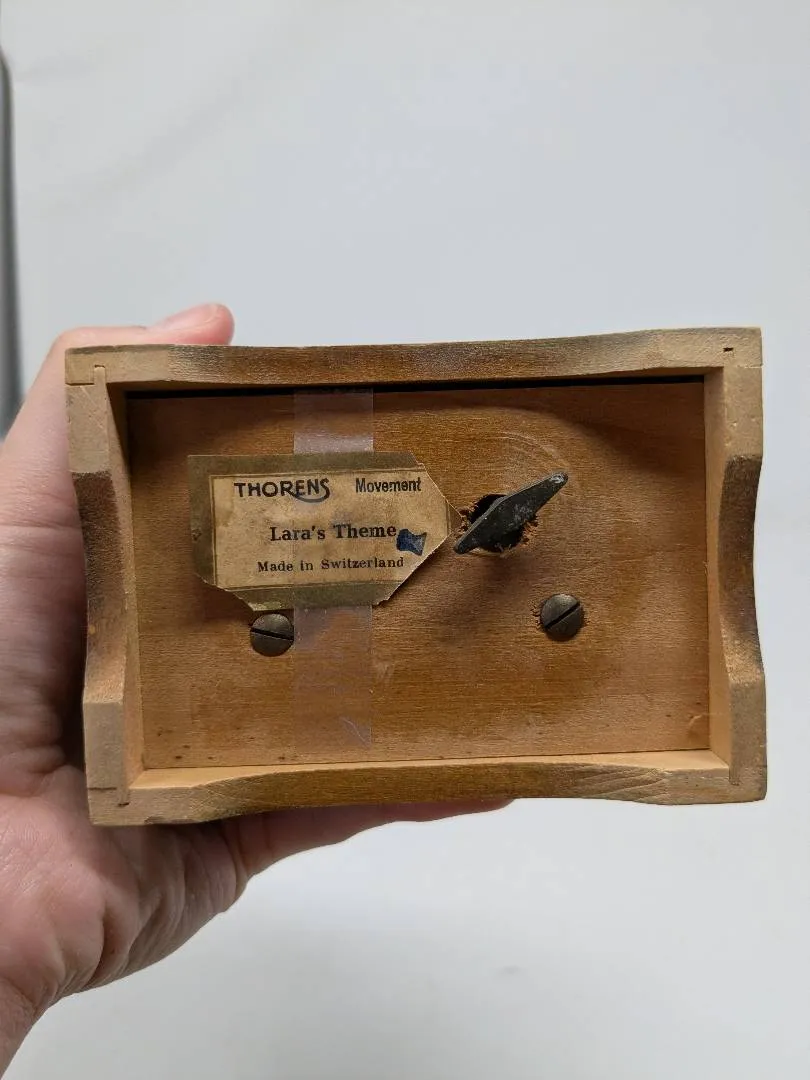 THORENS Movement
Lara's Theme
Made in Switzerland